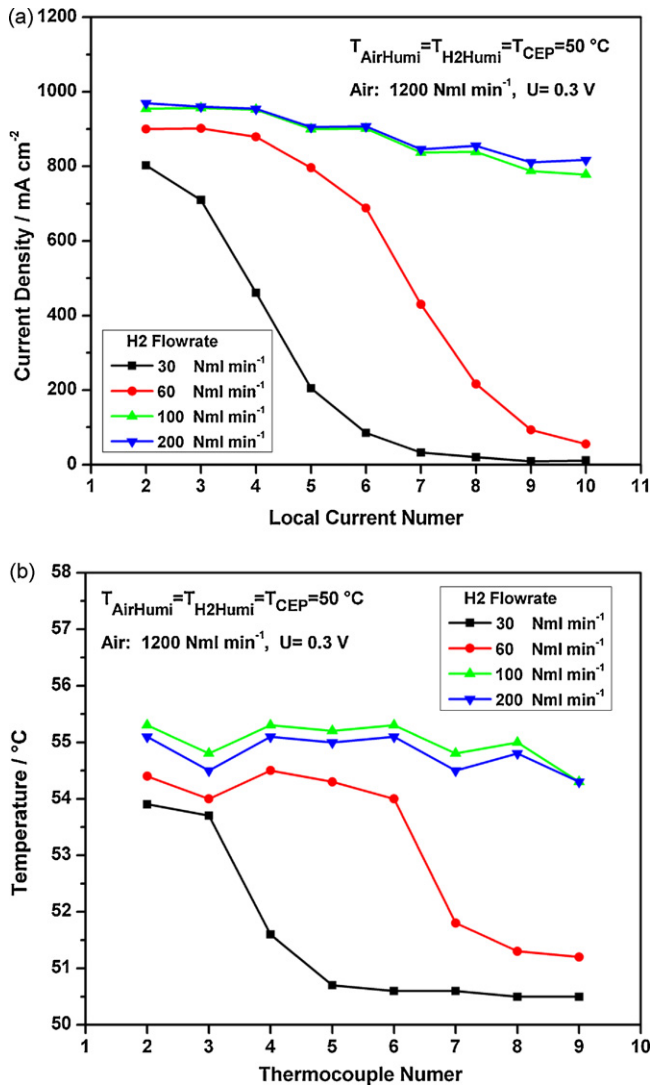 (a)
1200
1000
800
600
400
200
0
Current Density / mA cm⁻²
T_AirHumi=T_H2Humi=T_CEP=50 °C
Air: 1200 Nml min⁻¹, U= 0.3 V
H2 Flowrate
30 Nml min⁻¹
60 Nml min⁻¹
100 Nml min⁻¹
200 Nml min⁻¹
1 2 3 4 5 6 7 8 9 10 11
Local Current Numer
(b)
58
57
56
55
54
53
52
51
50
Temperature / °C
T_AirHumi=T_H2Humi=T_CEP=50 °C
Air: 1200 Nml min⁻¹, U= 0.3 V
H2 Flowrate
30 Nml min⁻¹
60 Nml min⁻¹
100 Nml min⁻¹
200 Nml min⁻¹
1 2 3 4 5 6 7 8 9 10
Thermocouple Numer